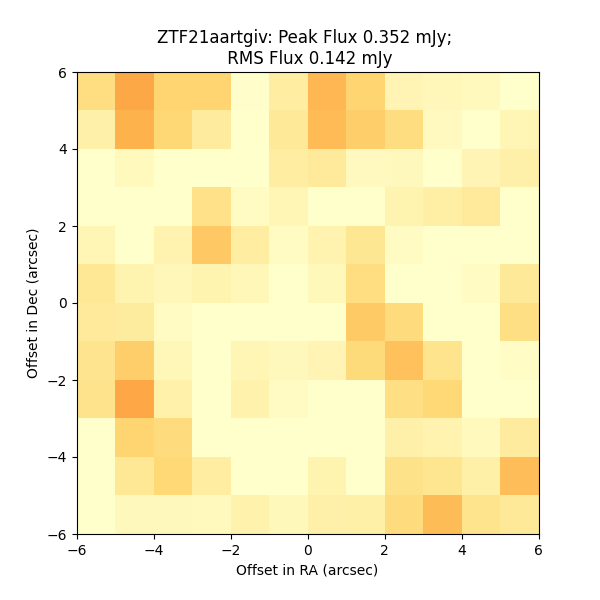 ZTF21aartgiv: Peak Flux 0.352 mJy;
RMS Flux 0.142 mJy
6
4
2
0
−2
−4
−6
Offset in Dec (arcsec)
−6 −4 −2 0 2 4 6
Offset in RA (arcsec)